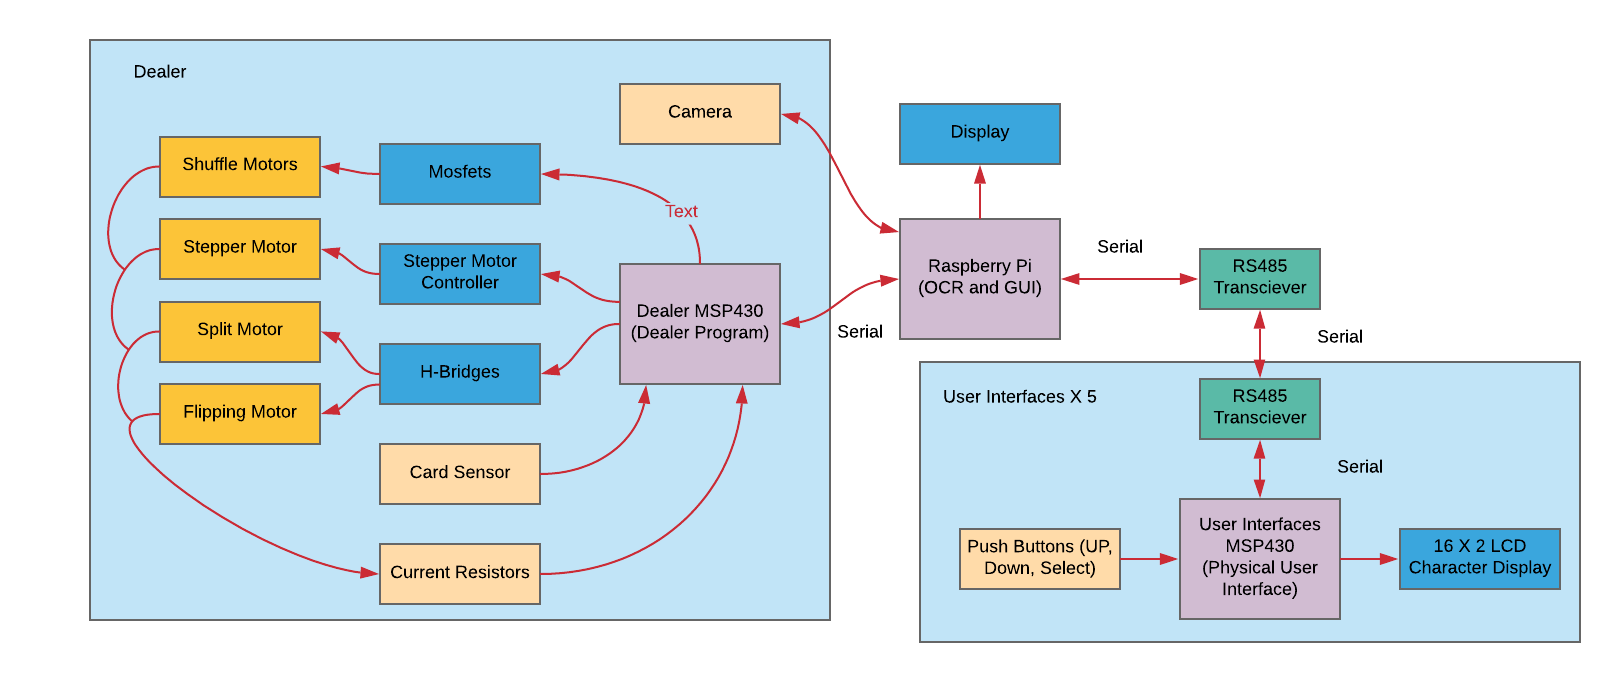 Dealer
Camera
Display
Shuffle Motors
Mosfets
Text
Stepper Motor
Stepper Motor
Controller
Dealer MSP430
(Dealer Program)
Split Motor
H-Bridges
Flipping Motor
Card Sensor
Current Resistors
Serial
Raspberry Pi
(OCR and GUI)
Serial
RS485
Transciever
Serial
User Interfaces X 5
RS485
Transciever
Serial
Push Buttons (UP,
Down, Select)
User Interfaces
MSP430
(Physical User
Interface)
16 X 2 LCD
Character Display